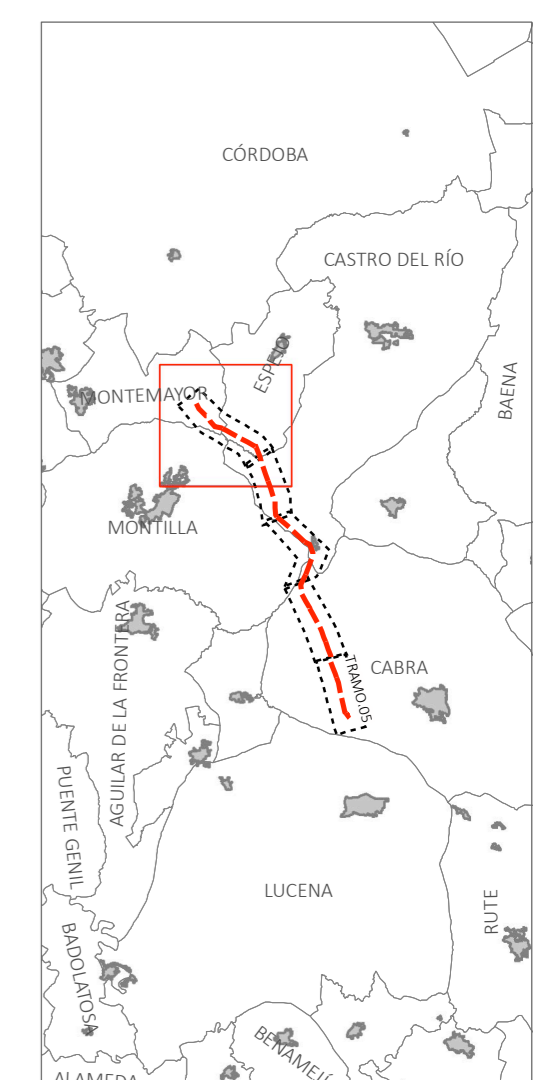 CÓRDOBA
CASTRO DEL RÍO
ESPEJO
BAENA
MONTEMAYOR
MONTILLA
AGUILAR DE LA FRONTERA
TRAMO.05
CABRA
PUENTE GENIL
LUCENA
RUTE
BADOLATOSA
BENAMEJÍ
ALAMEDA